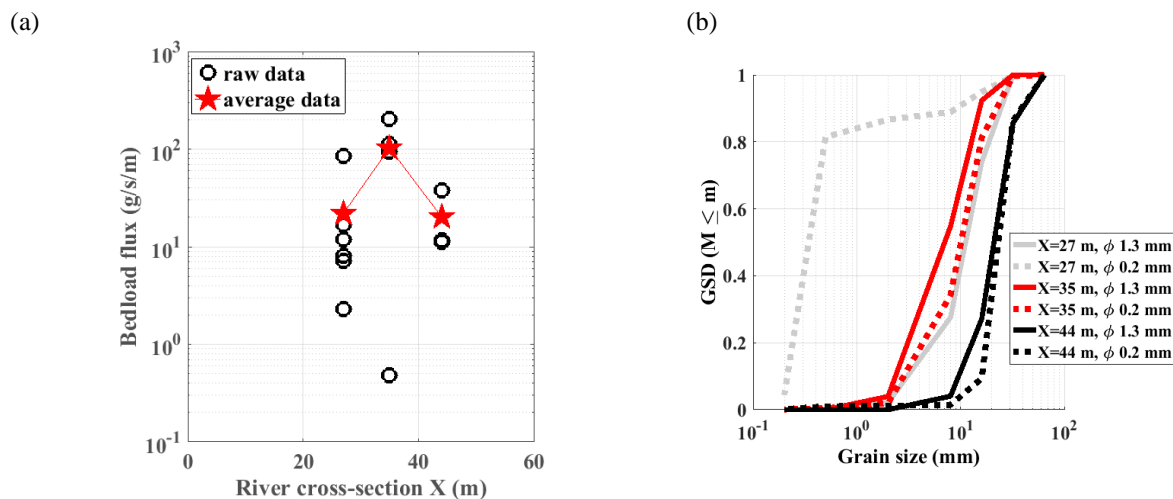 (a)
(b)
10^3
10^2
10^1
10^0
10^-1
Bedload flux (g/s/m)
raw data
average data
0
20
40
60
River cross-section X (m)
1
0.8
0.6
0.4
0.2
0
GSD (M ≤ m)
X=27 m, ϕ 1.3 mm
X=27 m, ϕ 0.2 mm
X=35 m, ϕ 1.3 mm
X=35 m, ϕ 0.2 mm
X=44 m, ϕ 1.3 mm
X=44 m, ϕ 0.2 mm
10^-1
10^0
10^1
10^2
Grain size (mm)